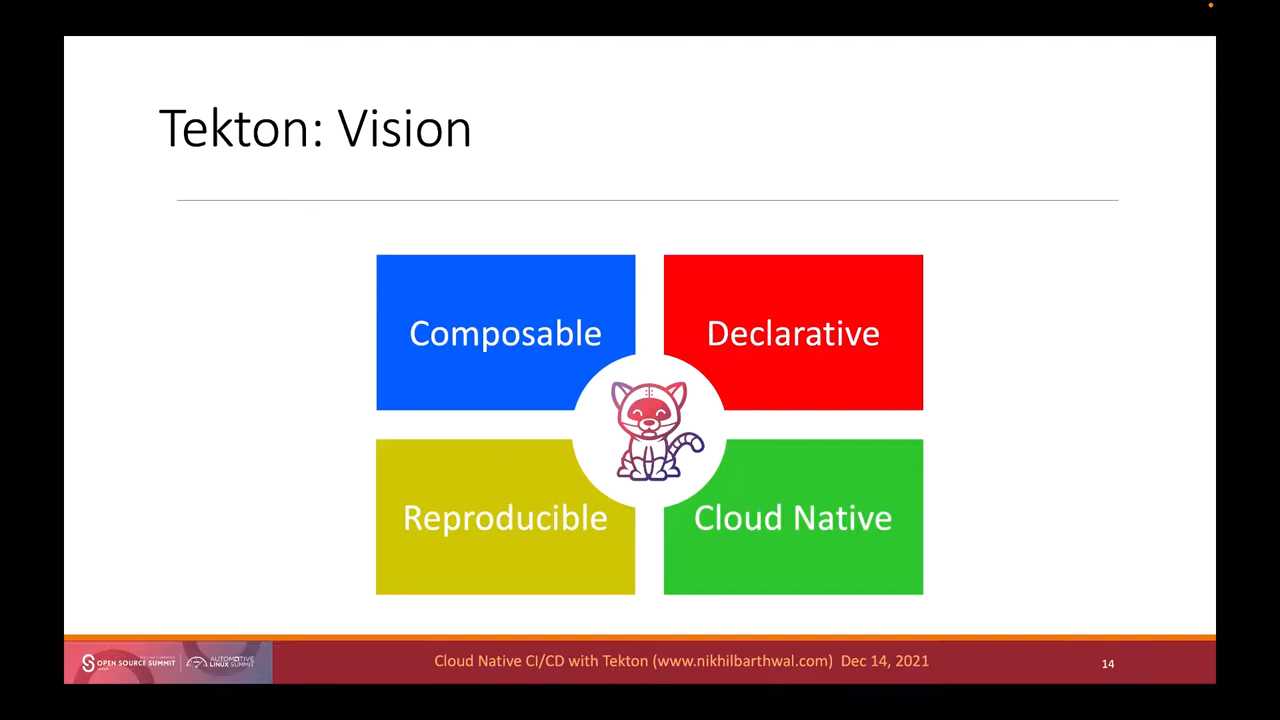 Tekton: Vision
Composable
Declarative
Reproducible
Cloud Native
OPEN SOURCE SUMMIT
AUTOMOTIVE
LINUX SUMMIT
Cloud Native CI/CD with Tekton (www.nikhilbarthwal.com) Dec 14, 2021
14